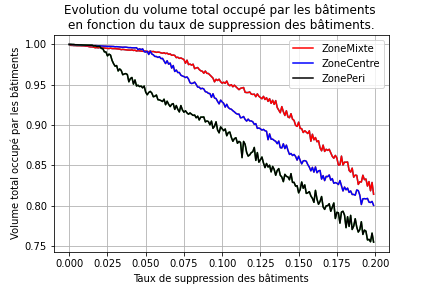 Evolution du volume total occupé par les bâtiments
en fonction du taux de suppression des bâtiments.
ZoneMixte
ZoneCentre
ZonePeri
Volume total occupé par les bâtiments
1.00
0.95
0.90
0.85
0.80
0.75
0.000 0.025 0.050 0.075 0.100 0.125 0.150 0.175 0.200
Taux de suppression des bâtiments